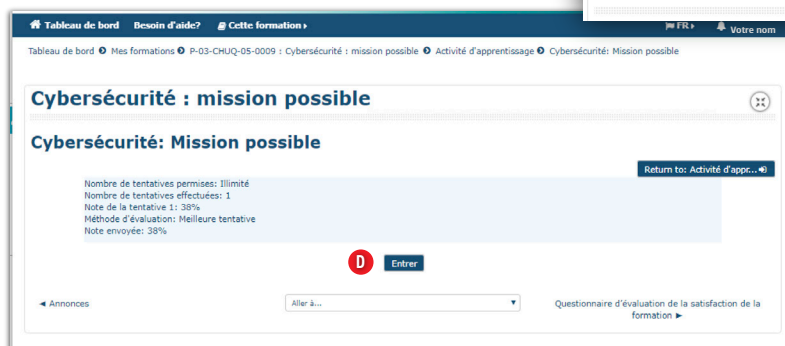 Tableau de bord Besoin d'aide? Cette formation FR Votre nom
Tableau de bord Mes formations P-03-CHUQ-05-0009 : Cybersécurité : mission possible Activité d'apprentissage Cybersécurité: Mission possible
Cybersécurité : mission possible
Cybersécurité: Mission possible
Return to: Activité d'appr...
Nombre de tentatives permises: Illimité
Nombre de tentatives effectuées: 1
Note de la tentative 1: 38%
Méthode d'évaluation: Meilleure tentative
Note envoyée: 38%
D Entrer
◄ Annonces Aller à... Questionnaire d'évaluation de la satisfaction de la
formation ►